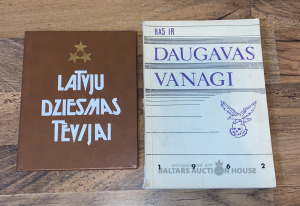 LATVJU
DZIESMAS
TĒVIJAI
KAS IR
DAUGAVAS
VANAGI
1 9 6 2
BALTARS AUCTION HOUSE